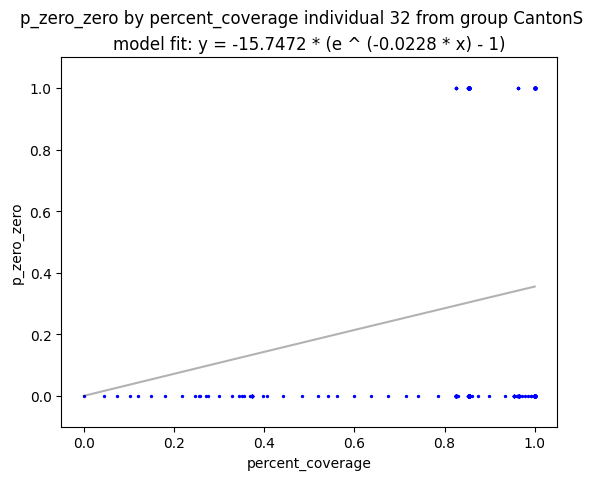 p_zero_zero by percent_coverage individual 32 from group CantonS
model fit: y = -15.7472 * (e ^ (-0.0228 * x) - 1)
1.0
0.8
0.6
0.4
0.2
0.0
p_zero_zero
0.0 0.2 0.4 0.6 0.8 1.0
percent_coverage